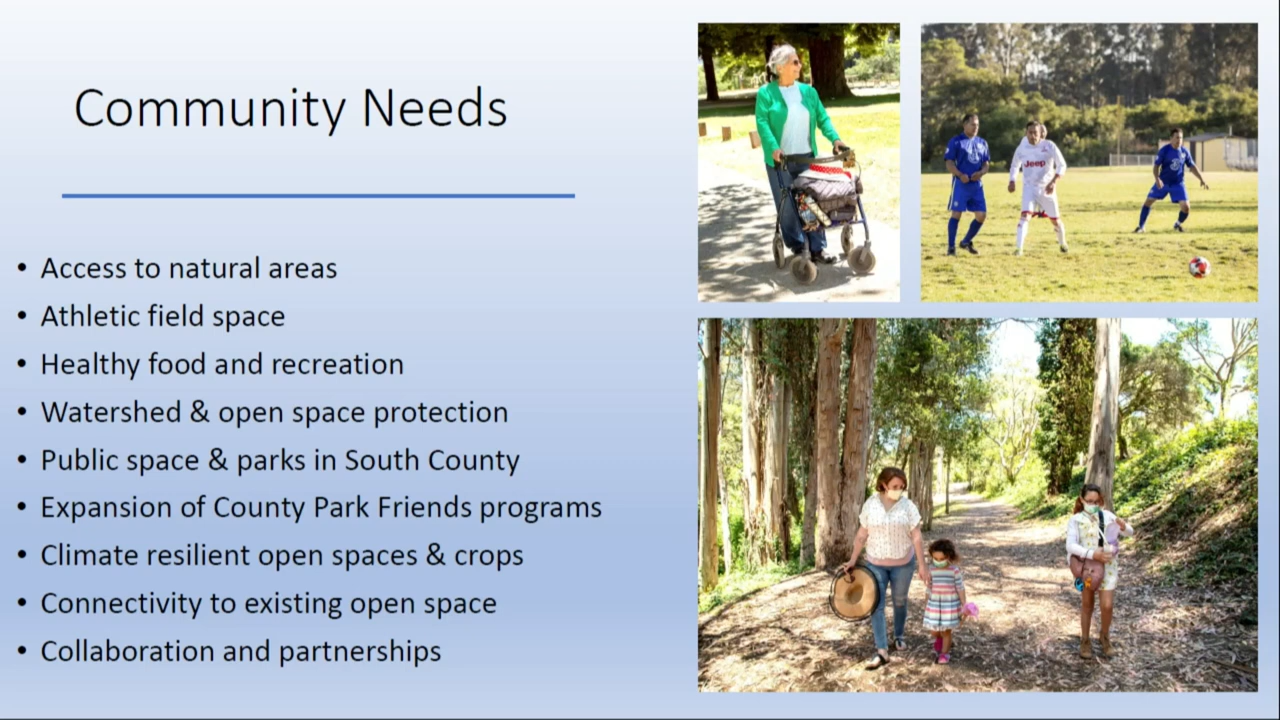 Community Needs
• Access to natural areas
• Athletic field space
• Healthy food and recreation
• Watershed & open space protection
• Public space & parks in South County
• Expansion of County Park Friends programs
• Climate resilient open spaces & crops
• Connectivity to existing open space
• Collaboration and partnerships
Jeep